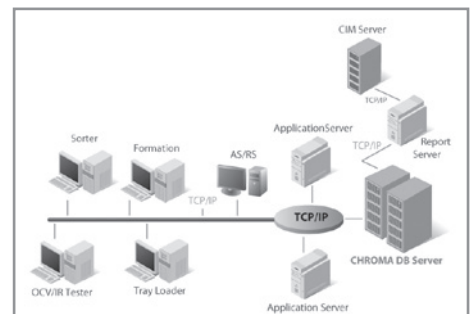 CIM Server
TCP/IP
ApplicationServer
Report
Server
TCP/IP
Sorter
Formation
AS/RS
TCP/IP
TCP/IP
CHROMA DB Server
OCV/IR Tester
Tray Loader
Application Server